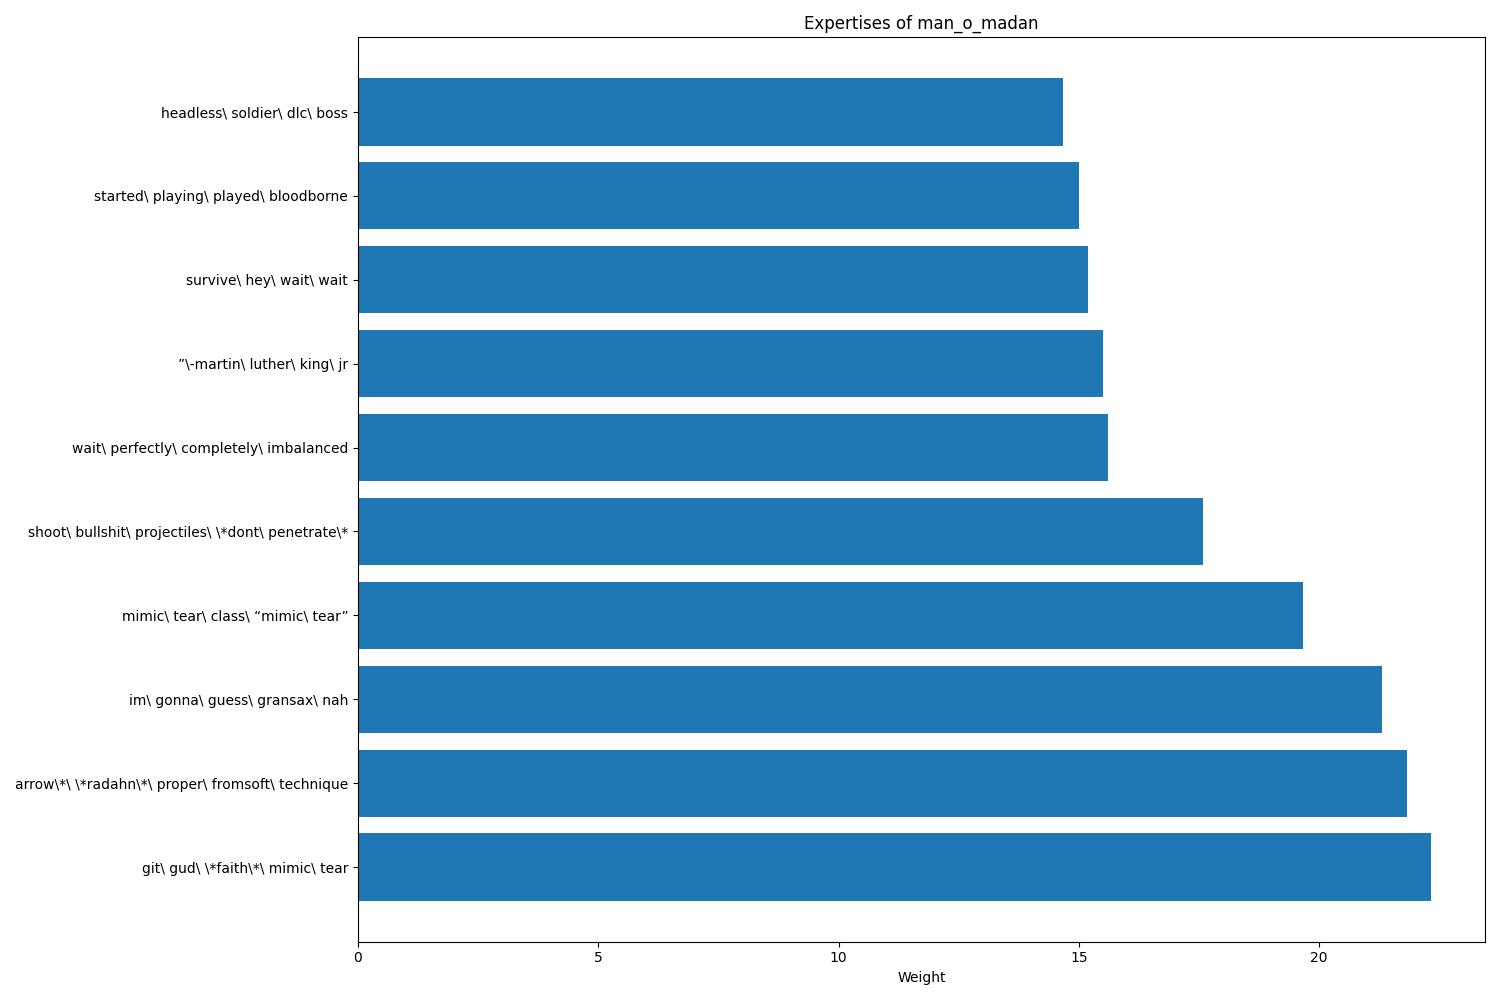 Expertises of man_o_madan
headless\ soldier\ dlc\ boss
started\ playing\ played\ bloodborne
survive\ hey\ wait\ wait
”\-martin\ luther\ king\ jr
wait\ perfectly\ completely\ imbalanced
shoot\ bullshit\ projectiles\ \*dont\ penetrate\*
mimic\ tear\ class\ “mimic\ tear”
im\ gonna\ guess\ gransax\ nah
arrow\*\ \*radahn\*\ proper\ fromsoft\ technique
git\ gud\ \*faith\*\ mimic\ tear
0 5 10 15 20
Weight